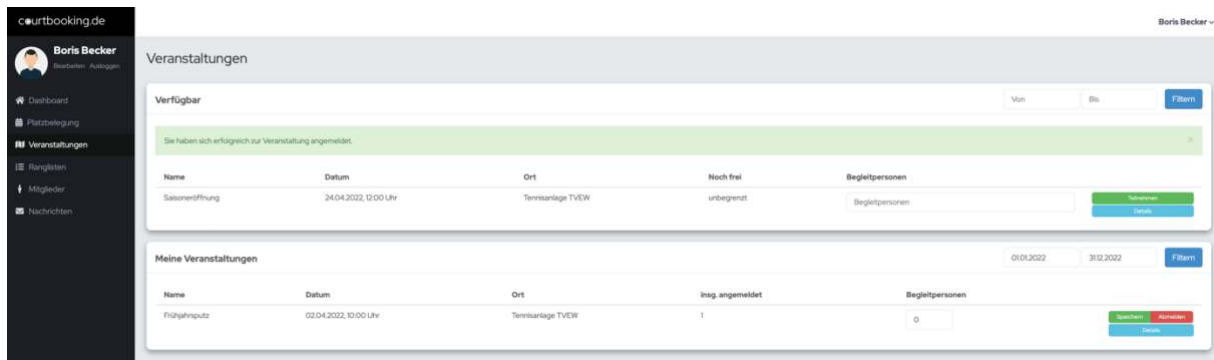 courtbooking.de
Boris Becker
Boris Becker
Bearbeiten Ausloggen
Dashboard
Platzbelegung
Veranstaltungen
Ranglisten
Mitglieder
Nachrichten
Veranstaltungen
Verfügbar
Von Bis Filtern
Sie haben sich erfolgreich zur Veranstaltung angemeldet. ×
Name Datum Ort Noch frei Begleitpersonen
Saisoneröffnung 24.04.2022, 12:00 Uhr Tennisanlage TVEW unbegrenzt Begleitpersonen Teilnehmen
Details
Meine Veranstaltungen 01.01.2022 31.12.2022 Filtern
Name Datum Ort insg. angemeldet Begleitpersonen
Frühjahrsputz 02.04.2022, 10:00 Uhr Tennisanlage TVEW 1 0 Speichern Abmelden
Details